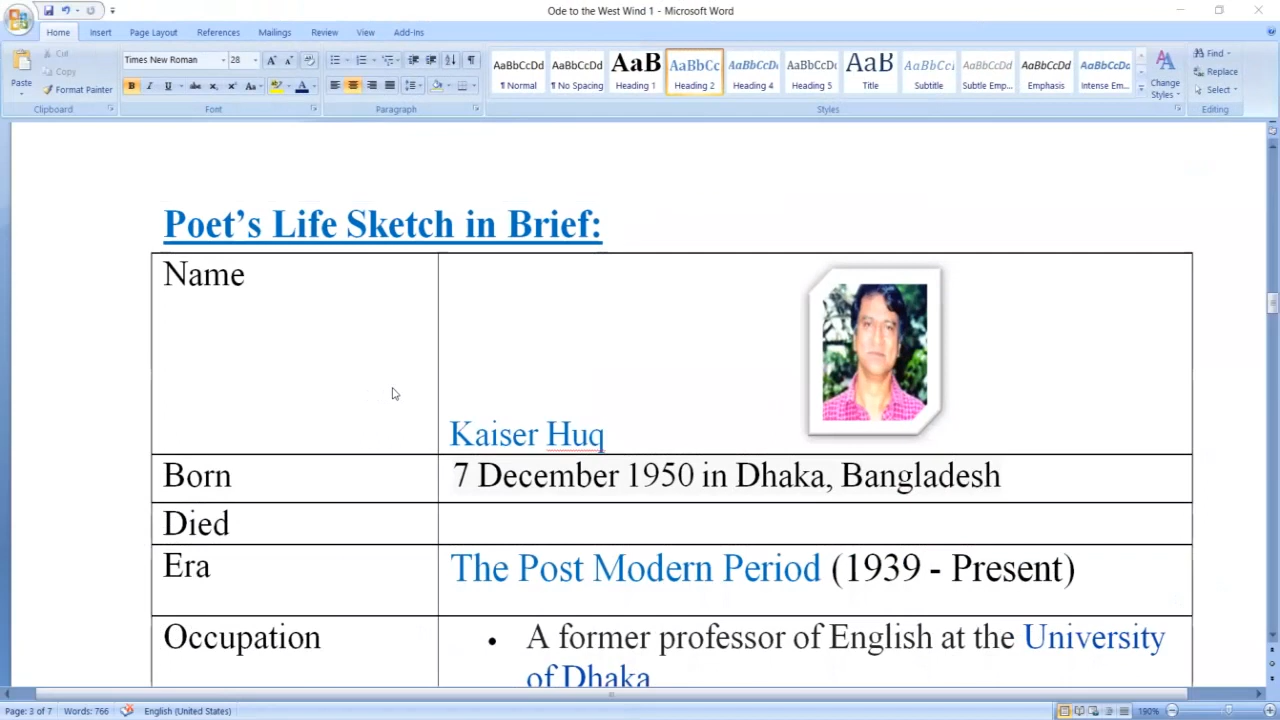 Ode to the West Wind 1 - Microsoft Word
Home Insert Page Layout References Mailings Review View Add-Ins
Paste
Cut
Copy
Format Painter
Clipboard
Times New Roman 28
B I U abc X₂ X² Aa A
Font
Paragraph
AaBbCcDd AaBbCcDd AaB AaBbCc AaBbCcDd AaBbCcDd AaB AaBbCcDd AaBbCcDd AaBbCcDd AaBbCcDd
¶ Normal ¶ No Spacing Heading 1 Heading 2 Heading 4 Heading 5 Title Subtitle Subtle Emp... Emphasis Intense Em...
Styles
Change Styles
Find
Replace
Select
Editing
Poet’s Life Sketch in Brief:
Name
Kaiser Huq
Born 7 December 1950 in Dhaka, Bangladesh
Died
Era The Post Modern Period (1939 - Present)
Occupation • A former professor of English at the University
of Dhaka
Page: 3 of 7 Words: 766 English (United States) 190%